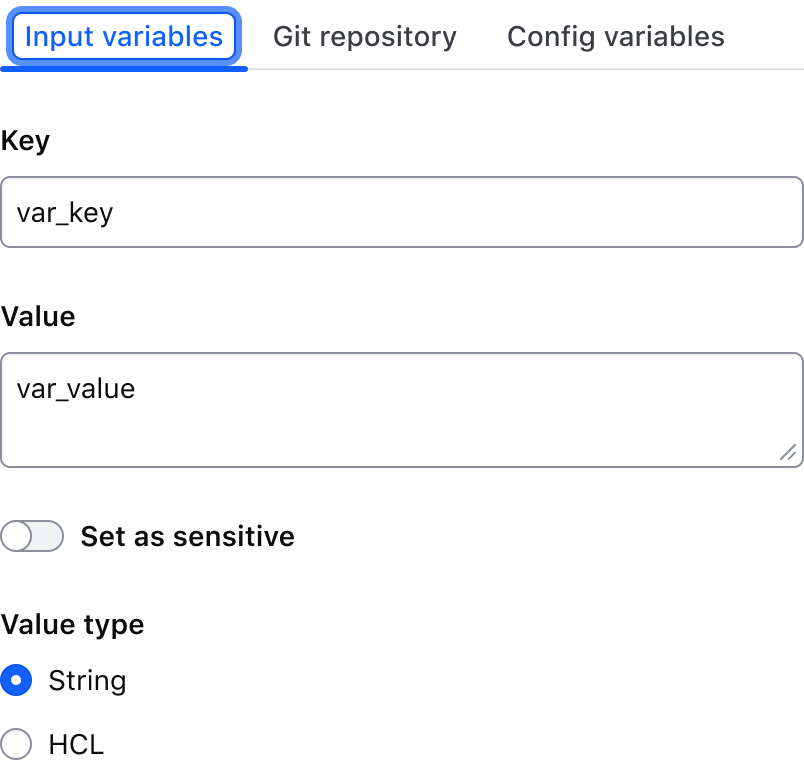 Input variables Git repository Config variables
Key
var_key
Value
var_value
Set as sensitive
Value type
String
HCL